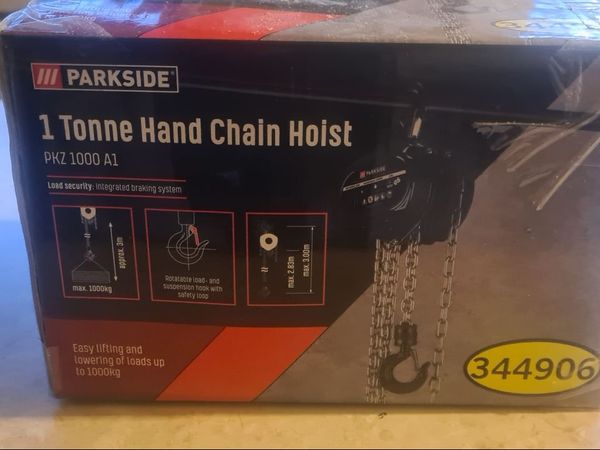 PARKSIDE®
1 Tonne Hand Chain Hoist
PKZ 1000 A1
Load security: Integrated braking system
approx. 3m
max. 1000kg
Rotatable load- and
suspension hook with
safety loop
max. 2.83m
max. 3.00m
Easy lifting and
lowering of loads up
to 1000kg
PARKSIDE
344906